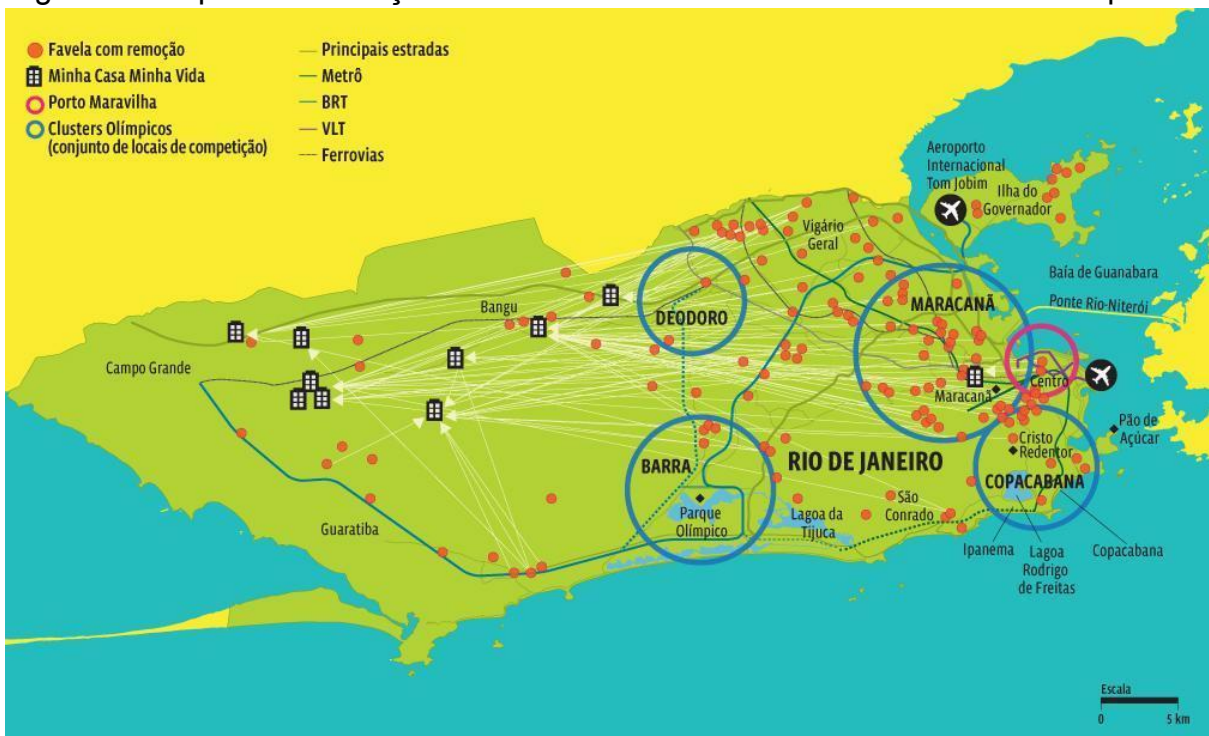 Favela com remoção
Minha Casa Minha Vida
Porto Maravilha
Clusters Olímpicos
(conjunto de locais de competição)
Principais estradas
Metrô
BRT
VLT
Ferrovias
Aeroporto
Internacional
Tom Jobim
Ilha do
Governador
Vigário
Geral
Baía de Guanabara
Ponte Rio-Niterói
MARACANÃ
DEODORO
Bangu
Campo Grande
Centro
Maracanã
Pão de
Açúcar
Cristo
Redentor
RIO DE JANEIRO
BARRA
COPACABANA
Parque
Olímpico
Lagoa da
Tijuca
São
Conrado
Guaratiba
Ipanema
Lagoa
Rodrigo
de Freitas
Copacabana
Escala
0 5 km